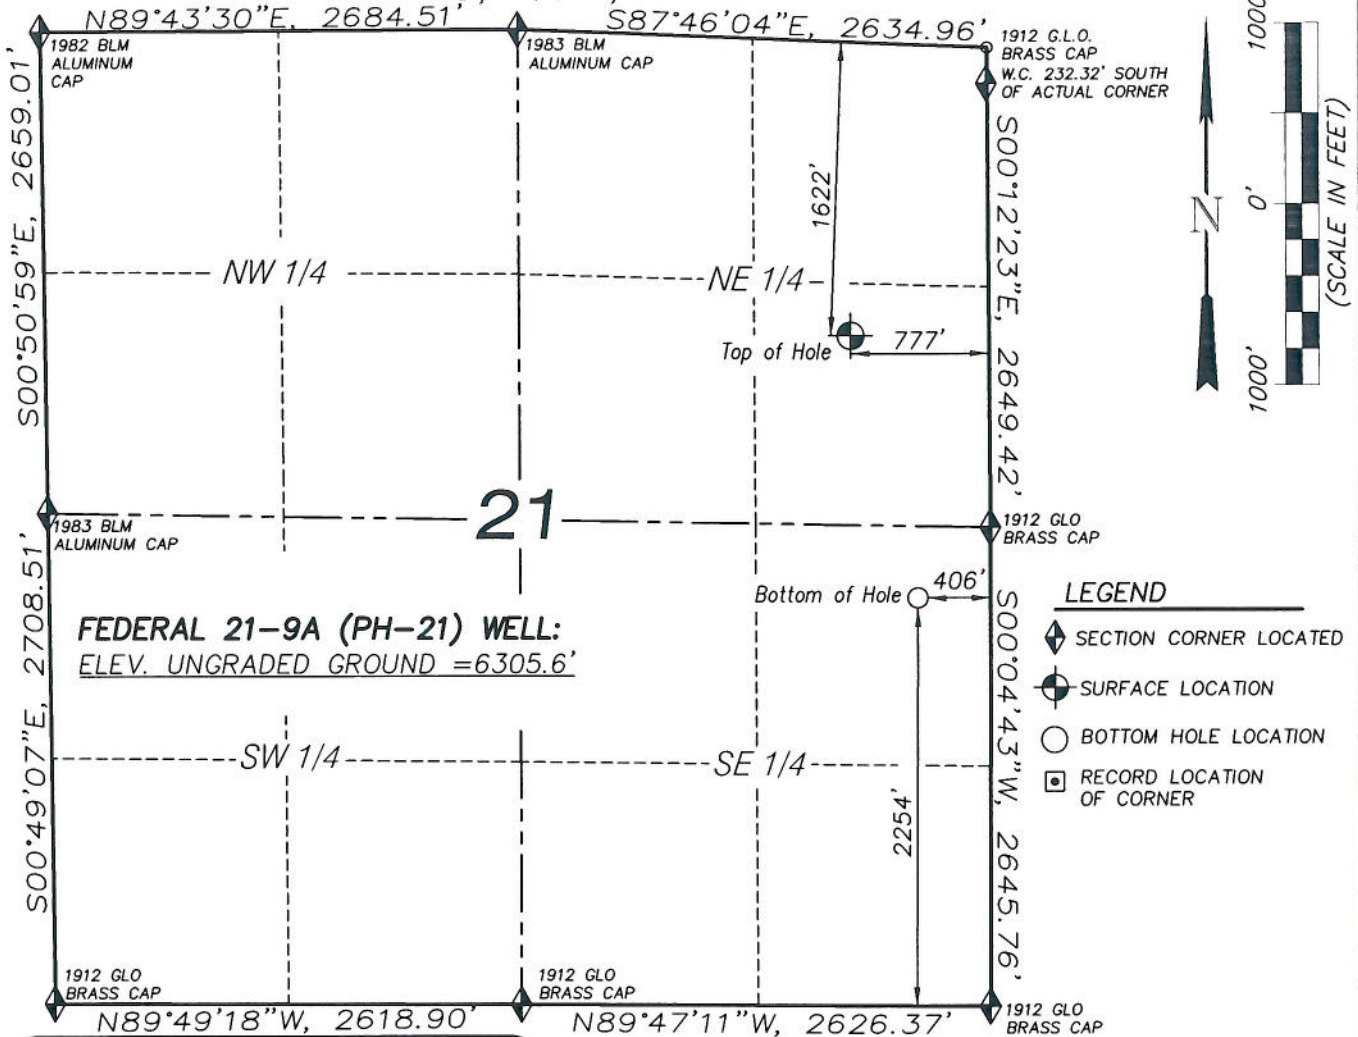 N89°43'30"E, 2684.51'
S87°46'04"E, 2634.96'
1982 BLM
ALUMINUM
CAP
1983 BLM
ALUMINUM CAP
1912 G.L.O.
BRASS CAP
W.C. 232.32' SOUTH
OF ACTUAL CORNER
S00°50'59"E, 2659.01'
S00°12'23"E, 2649.42'
1622'
NW 1/4
NE 1/4
Top of Hole
777'
N
1000'
0'
1000'
(SCALE IN FEET)
21
1983 BLM
ALUMINUM CAP
1912 GLO
BRASS CAP
S00°49'07"E, 2708.51'
S00°04'43"W, 2645.76'
Bottom of Hole
406'
2254'
FEDERAL 21-9A (PH-21) WELL:
ELEV. UNGRADED GROUND =6305.6'
SW 1/4
SE 1/4
LEGEND
SECTION CORNER LOCATED
SURFACE LOCATION
BOTTOM HOLE LOCATION
RECORD LOCATION
OF CORNER
1912 GLO
BRASS CAP
1912 GLO
BRASS CAP
1912 GLO
BRASS CAP
N89°49'18"W, 2618.90'
N89°47'11"W, 2626.37'